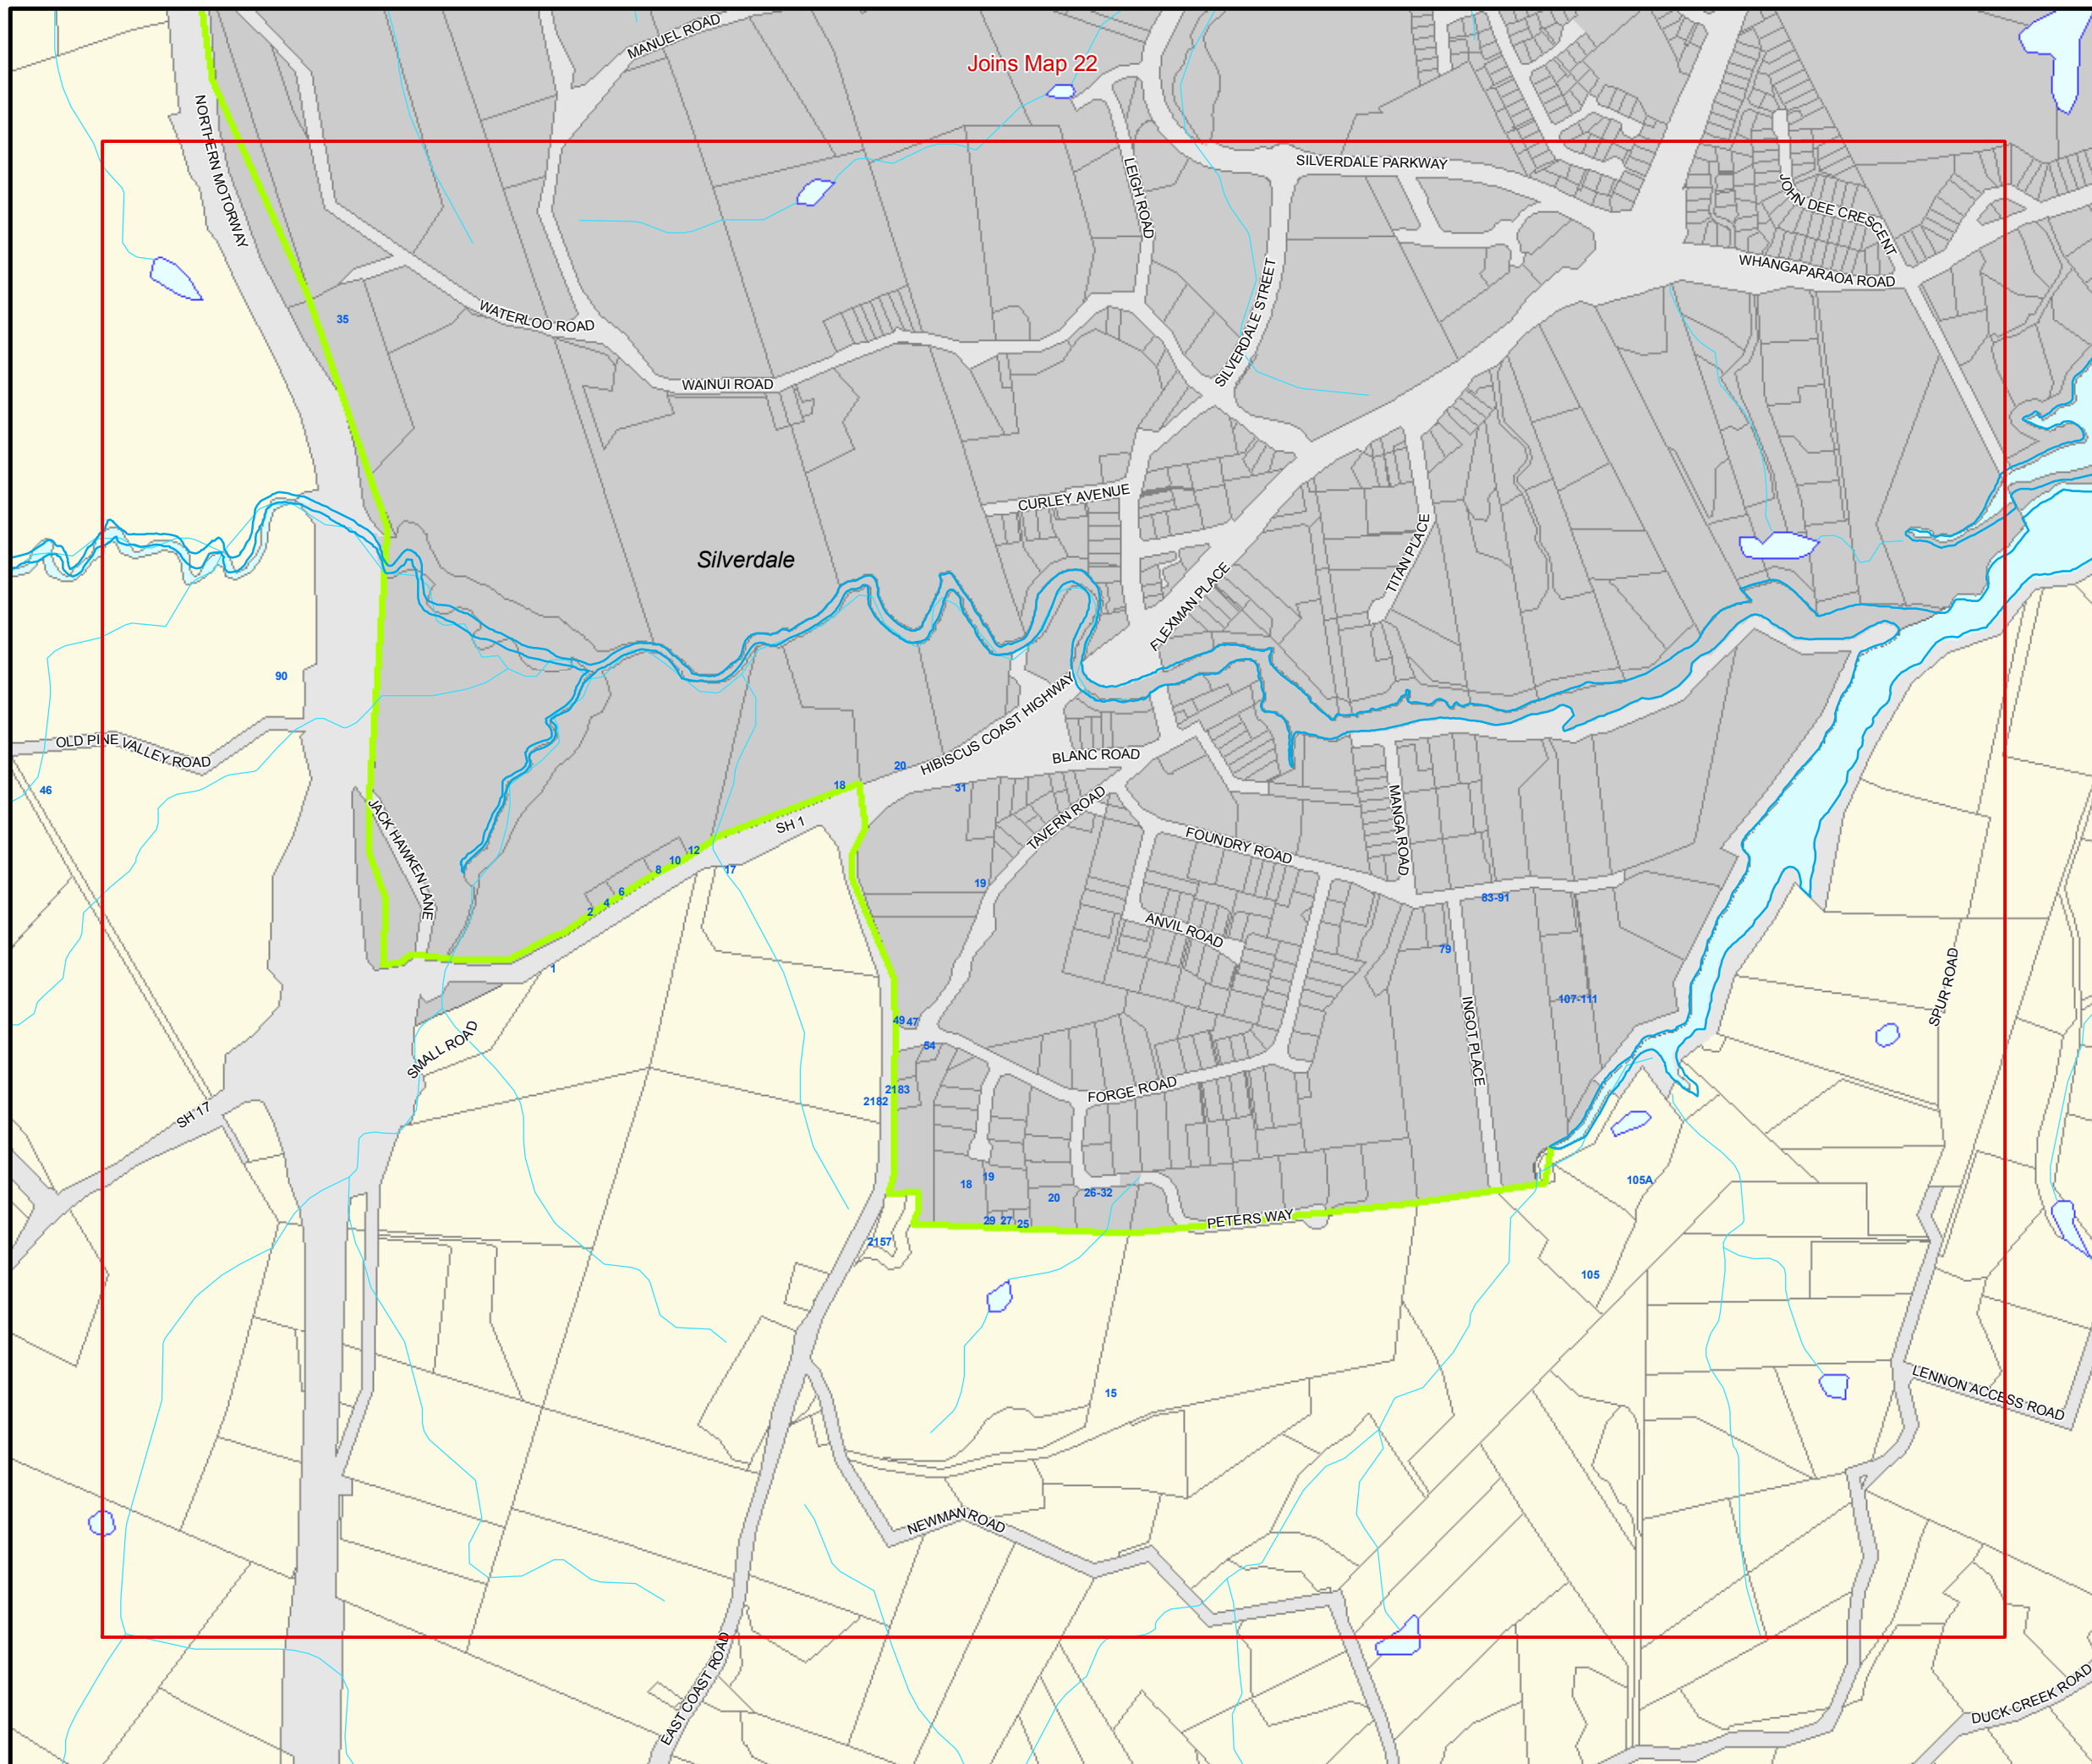 MANUEL ROAD
Joins Map 22
NORTHERN MOTORWAY
SILVERDALE PARKWAY
LEIGH ROAD
JOHN DEE CRESCENT
WHANGAPARAOA ROAD
35
WATERLOO ROAD
SILVERDALE STREET
WAINUI ROAD
CURLEY AVENUE
TITAN PLACE
Silverdale
FLEXMAN PLACE
90
HIBISCUS COAST HIGHWAY
OLD PINE VALLEY ROAD
BLANC ROAD
20
46
18
31
JACK HAWKEN LANE
SH 1
TAVERN ROAD
MANGA ROAD
FOUNDRY ROAD
12
10
8
17
6
4
2
19
83-91
ANVIL ROAD
79
1
SPUR ROAD
107-111
49
47
54
SMALL ROAD
INGOT PLACE
2183
2182
FORGE ROAD
SH 17
18
19
20
26-32
105A
29
27
25
PETERS WAY
2157
105
15
LENNON ACCESS ROAD
NEWMAN ROAD
EAST COAST ROAD
DUCK CREEK ROAD